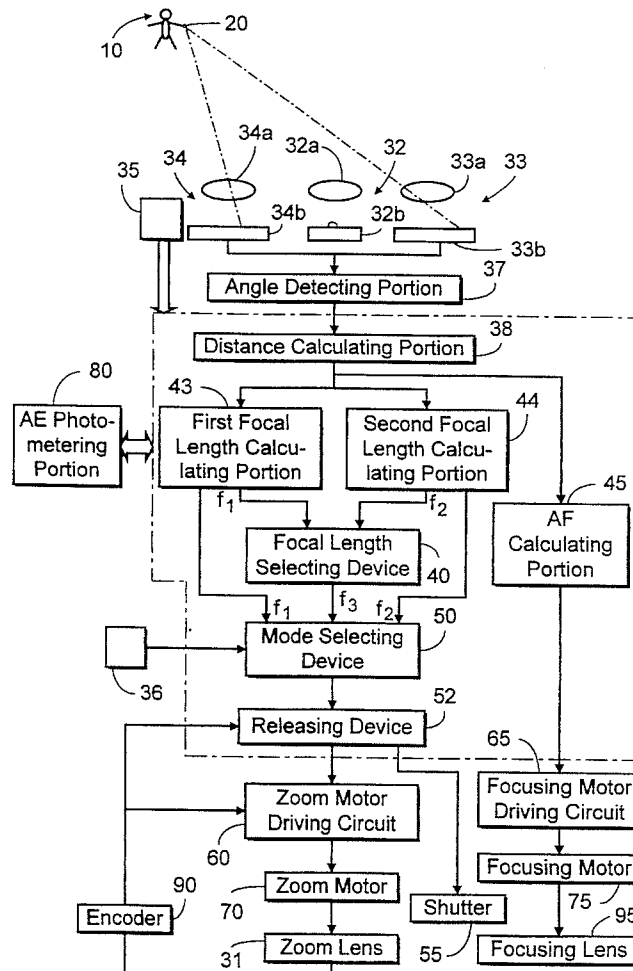 10
20
34a
32a
32
33a
34
33
35
34b
32b
33b
37
Angle Detecting Portion
38
Distance Calculating Portion
80
43
44
AE Photo-
metering
Portion
First Focal
Length Calcu-
lating Portion
Second Focal
Length Calcu-
lating Portion
45
f1
f2
AF
Calculating
Portion
Focal Length
Selecting Device
40
f1
f3
f2
50
Mode Selecting
Device
36
52
Releasing Device
65
Zoom Motor
Driving Circuit
60
Focusing Motor
Driving Circuit
Focusing Motor
75
Zoom Motor
70
90
Encoder
Shutter
55
95
Zoom Lens
31
Focusing Lens